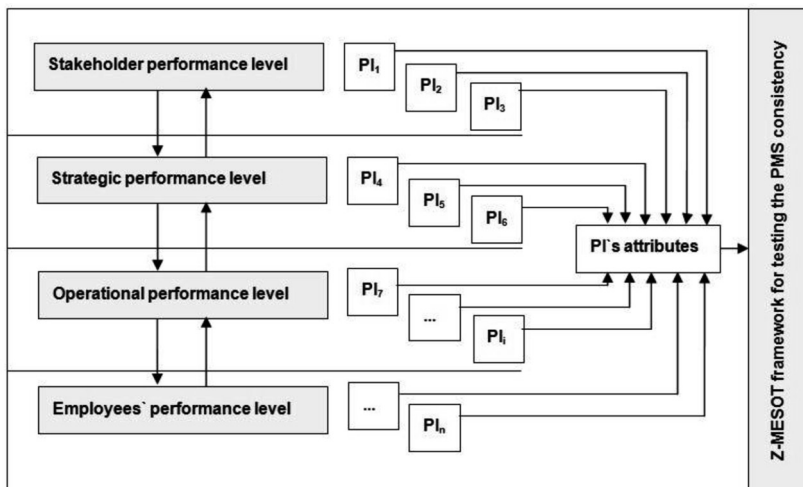 Stakeholder performance level
PI₁
PI₂
PI₃
Strategic performance level
PI₄
PI₅
PI₆
PI`s attributes
Operational performance level
PI₇
...
PIᵢ
Employees` performance level
...
PIₙ
Z-MESOT framework for testing the PMS consistency